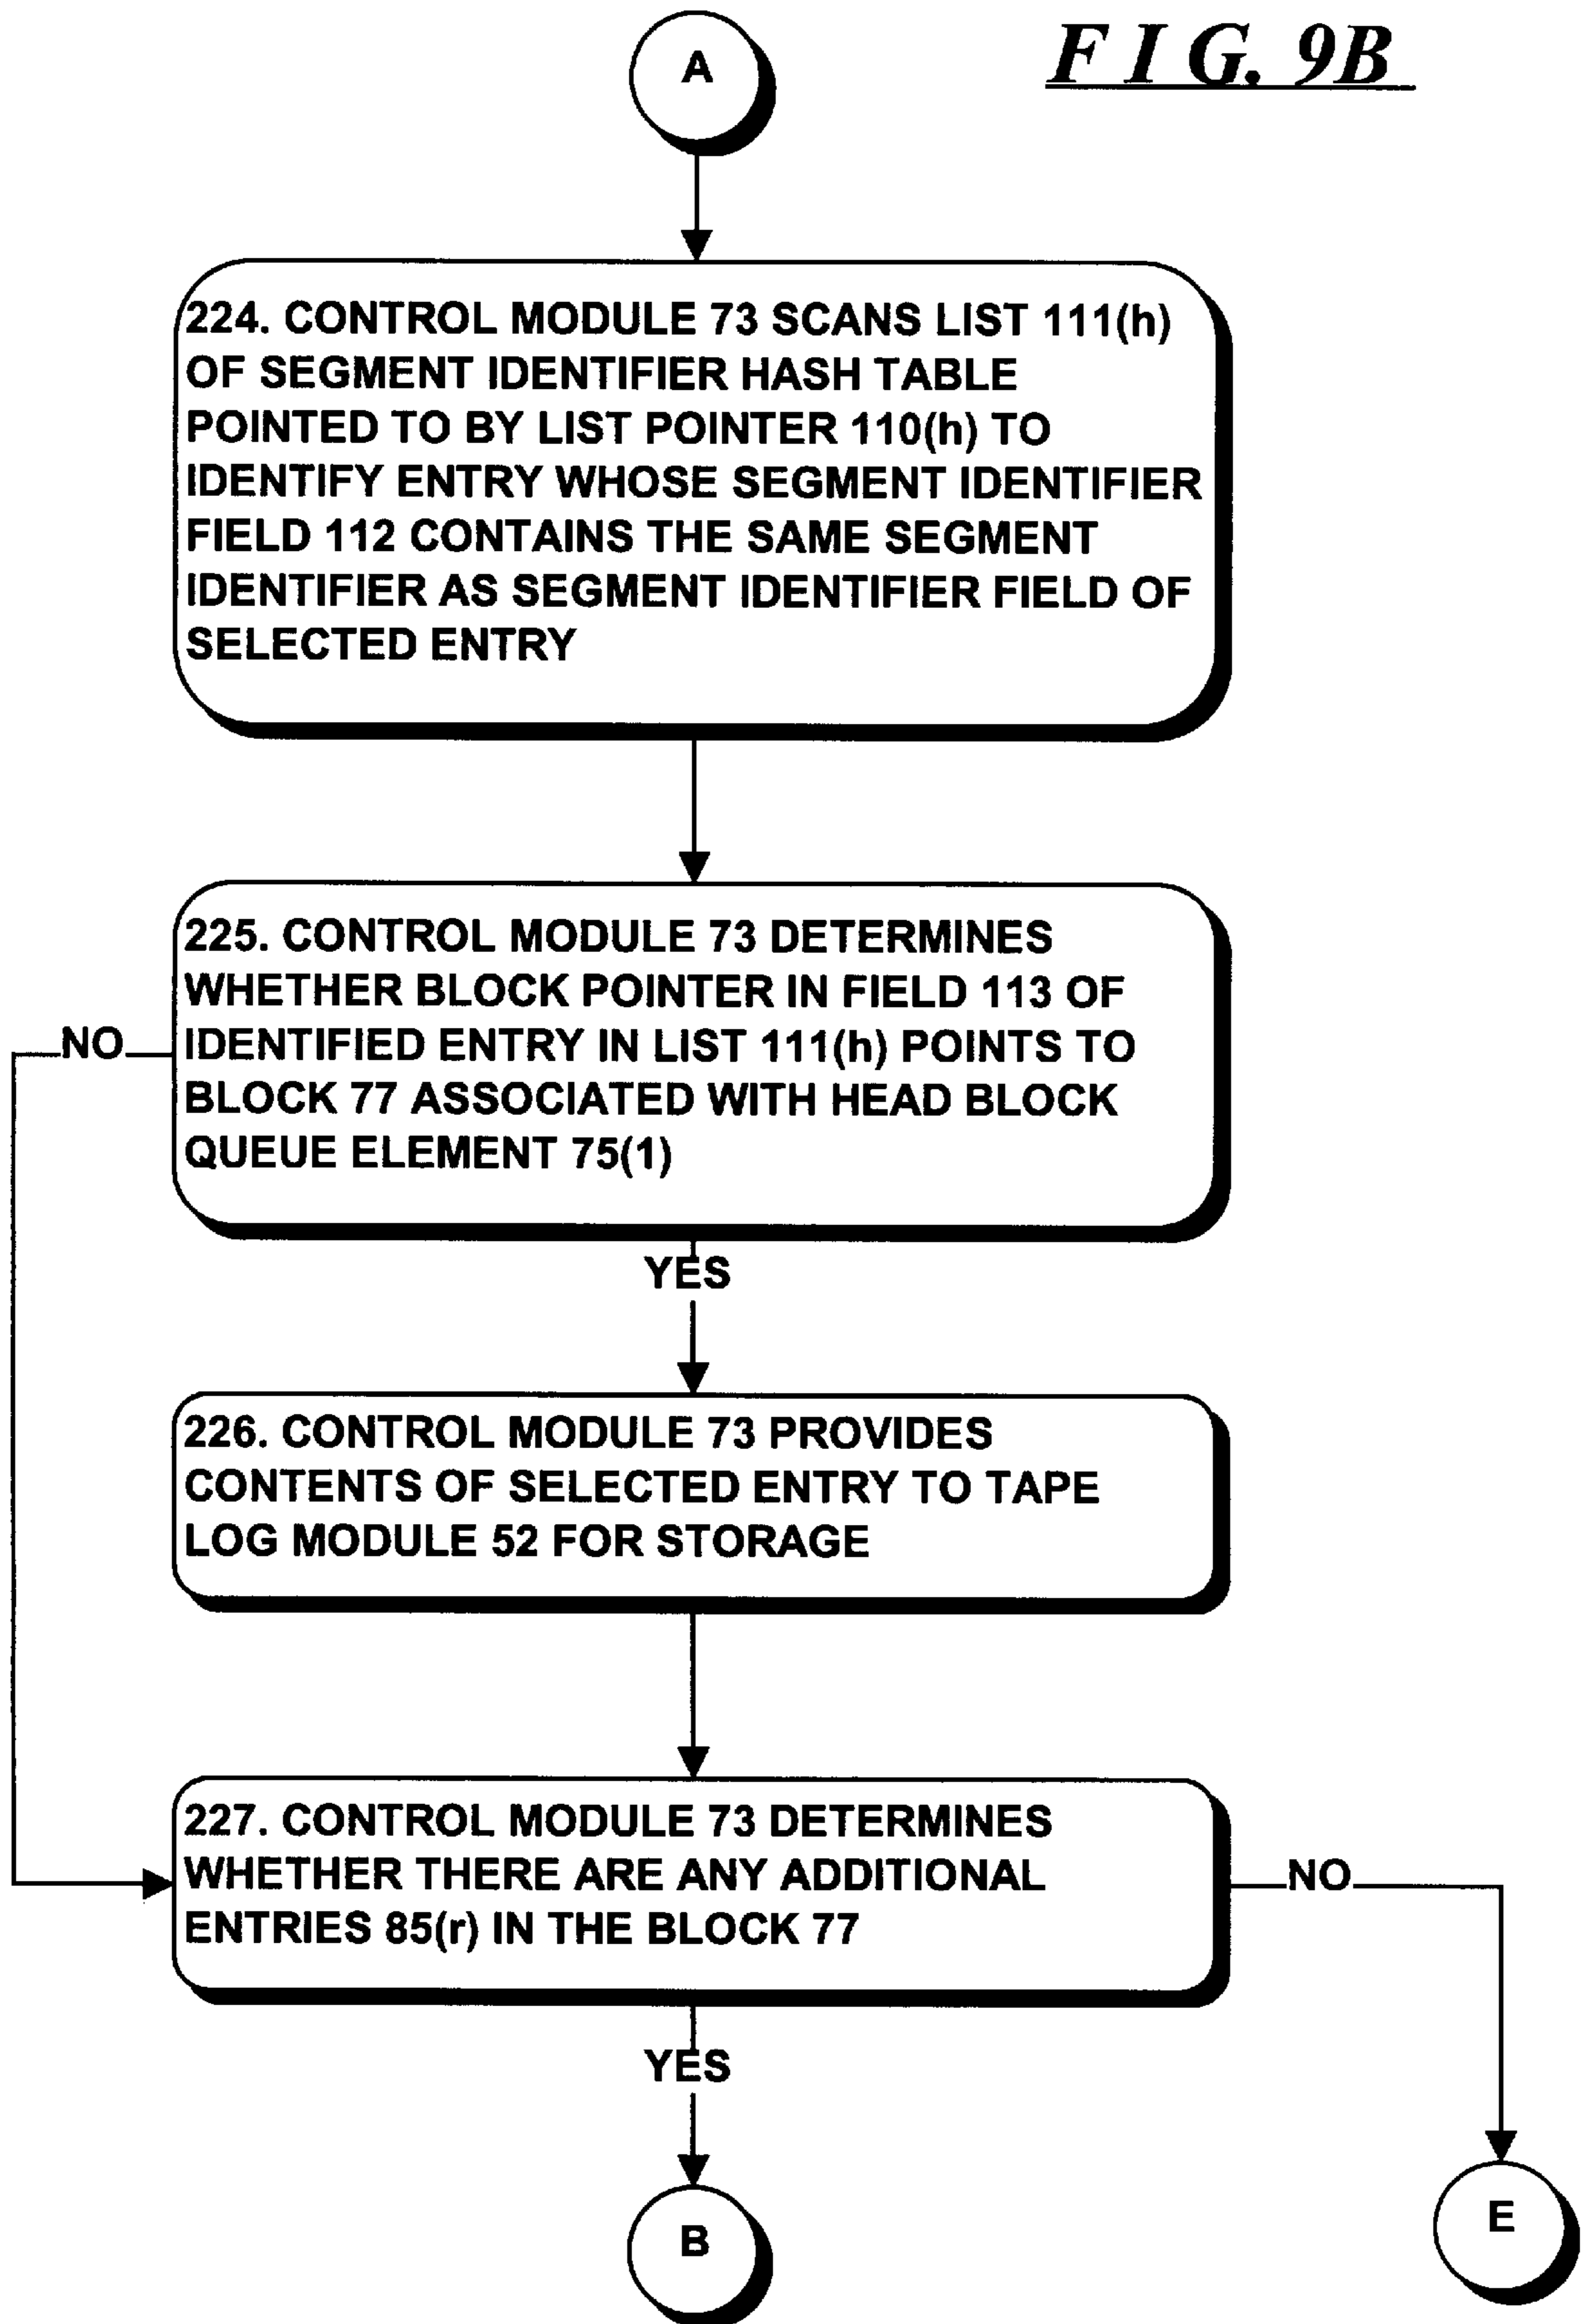 A
F I G. 9B
224. CONTROL MODULE 73 SCANS LIST 111(h)
OF SEGMENT IDENTIFIER HASH TABLE
POINTED TO BY LIST POINTER 110(h) TO
IDENTIFY ENTRY WHOSE SEGMENT IDENTIFIER
FIELD 112 CONTAINS THE SAME SEGMENT
IDENTIFIER AS SEGMENT IDENTIFIER FIELD OF
SELECTED ENTRY
225. CONTROL MODULE 73 DETERMINES
WHETHER BLOCK POINTER IN FIELD 113 OF
IDENTIFIED ENTRY IN LIST 111(h) POINTS TO
BLOCK 77 ASSOCIATED WITH HEAD BLOCK
QUEUE ELEMENT 75(1)
NO
YES
226. CONTROL MODULE 73 PROVIDES
CONTENTS OF SELECTED ENTRY TO TAPE
LOG MODULE 52 FOR STORAGE
227. CONTROL MODULE 73 DETERMINES
WHETHER THERE ARE ANY ADDITIONAL
ENTRIES 85(r) IN THE BLOCK 77
NO
YES
B
E